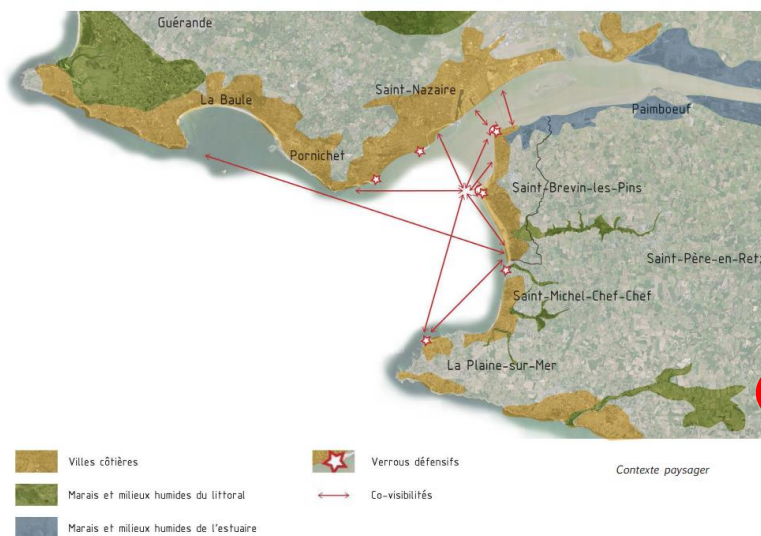 Guérande
Saint-Nazaire
La Baule
Paimboeuf
Pornichet
Saint-Brevin-les-Pins
Saint-Père-en-Retz
Saint-Michel-Chef-Chef
La Plaine-sur-Mer
Villes côtières
Verrous défensifs
Contexte paysager
Marais et milieux humides du littoral
Co-visibilités
Marais et milieux humides de l'estuaire